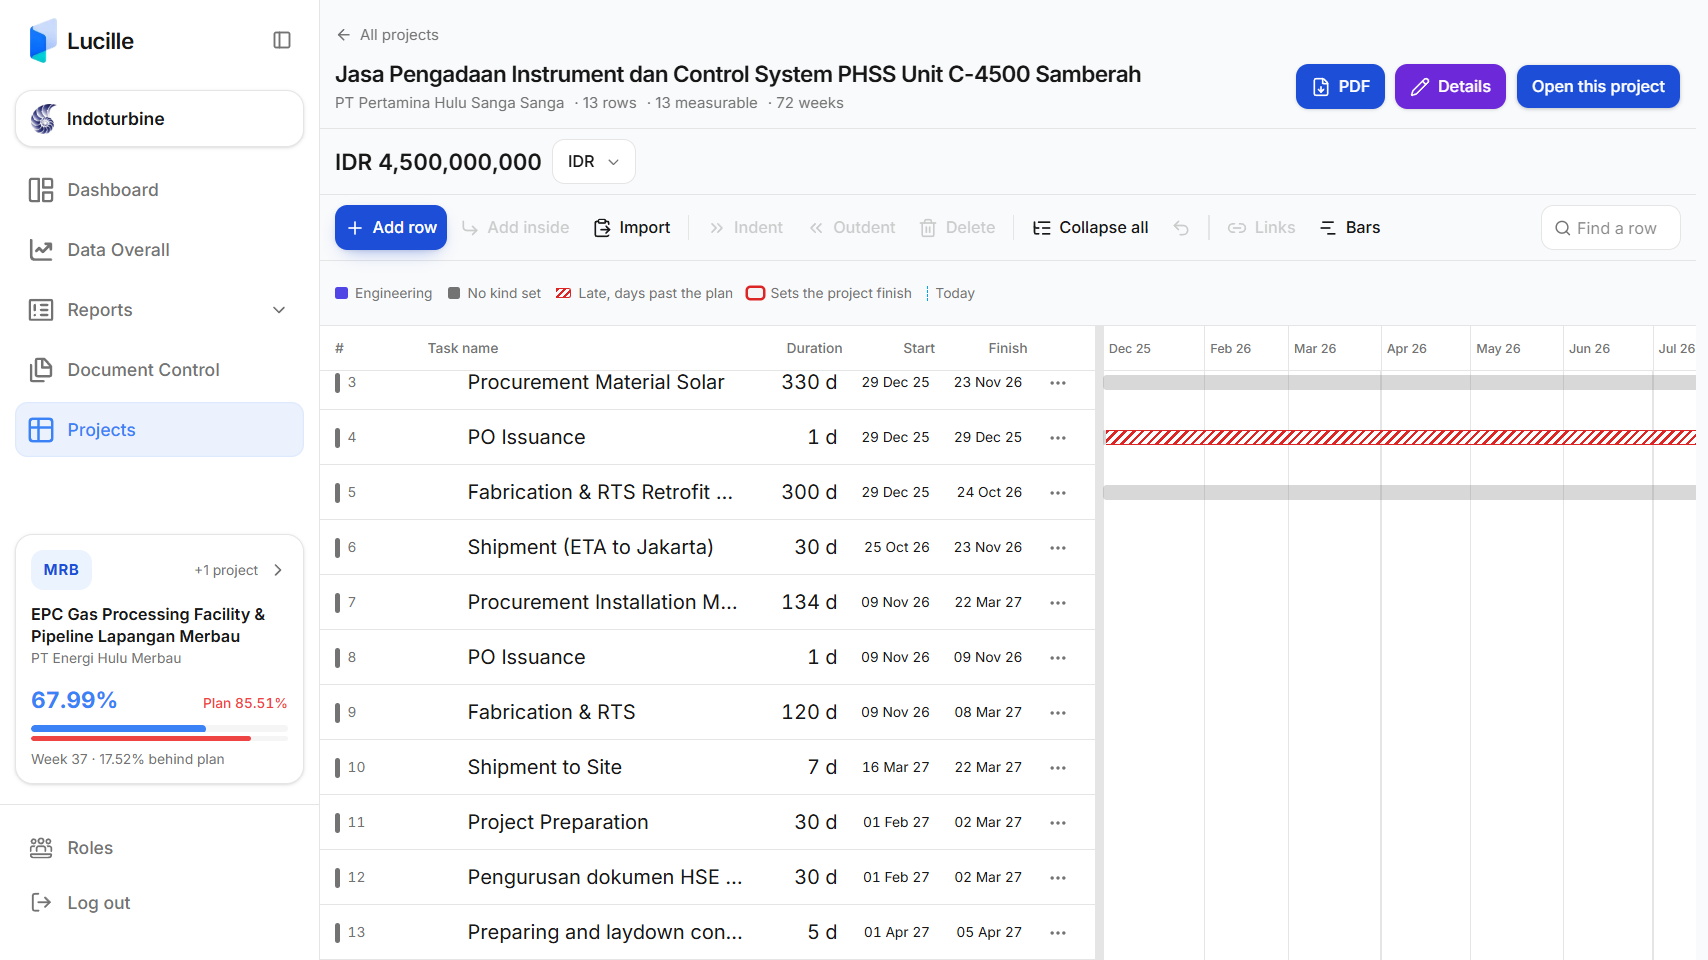 Lucille
Indoturbine
Dashboard
Data Overall
Reports
Document Control
Projects
MRB
+1 project
EPC Gas Processing Facility &
Pipeline Lapangan Merbau
PT Energi Hulu Merbau
67.99%
Plan 85.51%
Week 37 · 17.52% behind plan
Roles
Log out
All projects
Jasa Pengadaan Instrument dan Control System PHSS Unit C-4500 Samberah
PT Pertamina Hulu Sanga Sanga · 13 rows · 13 measurable · 72 weeks
PDF
Details
Open this project
IDR 4,500,000,000
IDR
Add row
Add inside
Import
Indent
Outdent
Delete
Collapse all
Links
Bars
Find a row
Engineering
No kind set
Late, days past the plan
Sets the project finish
Today
# Task name Duration Start Finish
Dec 25 Feb 26 Mar 26 Apr 26 May 26 Jun 26 Jul 26
3 Procurement Material Solar 330 d 29 Dec 25 23 Nov 26
4 PO Issuance 1 d 29 Dec 25 29 Dec 25
5 Fabrication & RTS Retrofit ... 300 d 29 Dec 25 24 Oct 26
6 Shipment (ETA to Jakarta) 30 d 25 Oct 26 23 Nov 26
7 Procurement Installation M... 134 d 09 Nov 26 22 Mar 27
8 PO Issuance 1 d 09 Nov 26 09 Nov 26
9 Fabrication & RTS 120 d 09 Nov 26 08 Mar 27
10 Shipment to Site 7 d 16 Mar 27 22 Mar 27
11 Project Preparation 30 d 01 Feb 27 02 Mar 27
12 Pengurusan dokumen HSE ... 30 d 01 Feb 27 02 Mar 27
13 Preparing and laydown con... 5 d 01 Apr 27 05 Apr 27